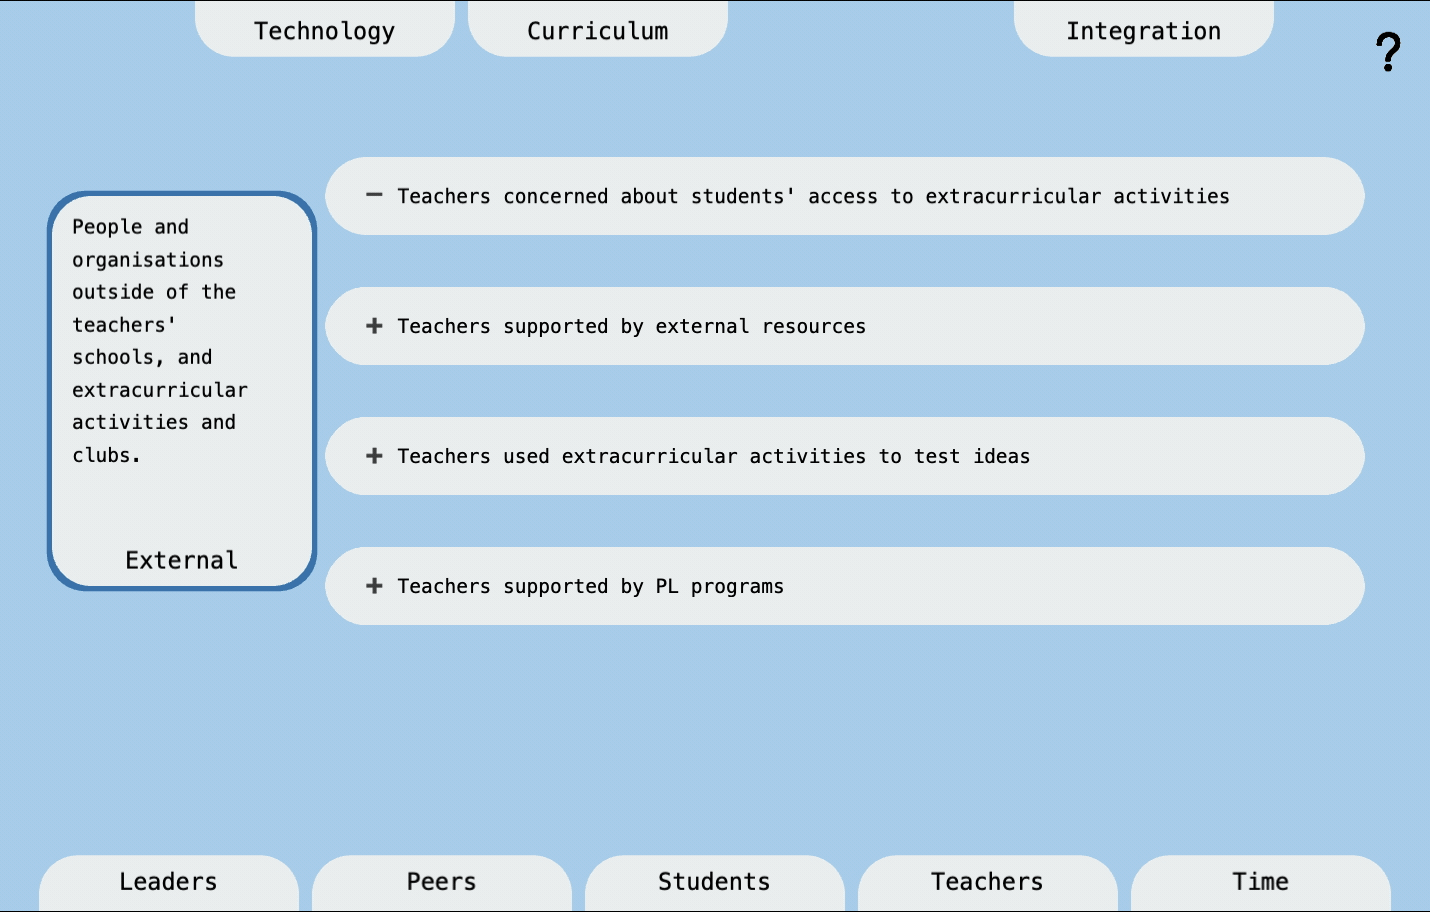 Technology
Curriculum
Integration
?
− Teachers concerned about students' access to extracurricular activities
People and
organisations
outside of the
teachers'
schools, and
extracurricular
activities and
clubs.
External
+ Teachers supported by external resources
+ Teachers used extracurricular activities to test ideas
+ Teachers supported by PL programs
Leaders
Peers
Students
Teachers
Time